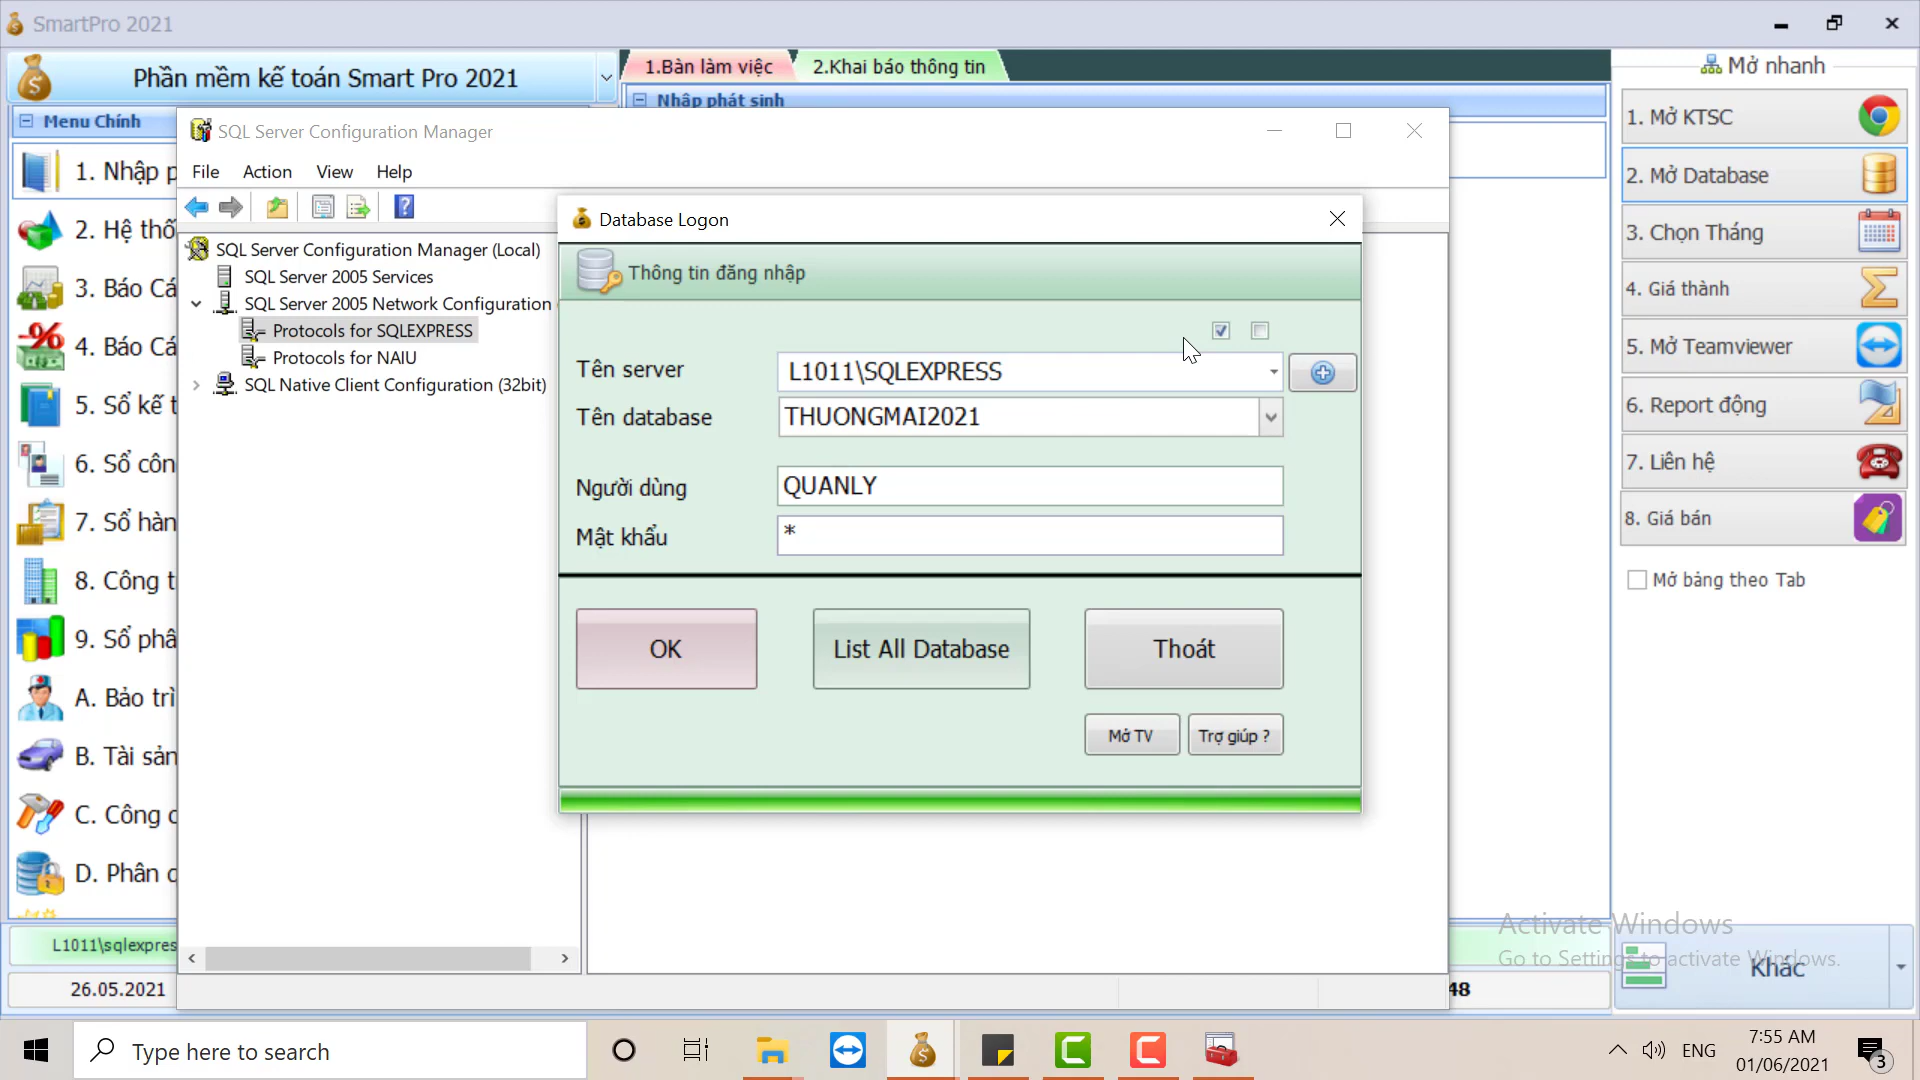 SmartPro 2021
Phần mềm kế toán Smart Pro 2021
1.Bàn làm việc
2.Khai báo thông tin
Mở nhanh
Menu Chính
Nhập phát sinh
1. Nhập p
2. Hệ thố
3. Báo Cá
4. Báo Cá
5. Sổ kế t
6. Sổ côn
7. Sổ hàn
8. Công t
9. Sổ phâ
A. Bảo trì
B. Tài sản
C. Công c
D. Phân q
L1011\sqlexpres
26.05.2021
SQL Server Configuration Manager
File Action View Help
SQL Server Configuration Manager (Local)
SQL Server 2005 Services
SQL Server 2005 Network Configuration
Protocols for SQLEXPRESS
Protocols for NAIU
SQL Native Client Configuration (32bit)
Database Logon
Thông tin đăng nhập
Tên server
L1011\SQLEXPRESS
Tên database
THUONGMAI2021
Người dùng
QUANLY
Mật khẩu
*
OK
List All Database
Thoát
Mở TV
Trợ giúp ?
1. Mở KTSC
2. Mở Database
3. Chọn Tháng
4. Giá thành
5. Mở Teamviewer
6. Report động
7. Liên hệ
8. Giá bán
Mở bảng theo Tab
Activate Windows
Go to Settings to activate Windows.
Khác
48
Type here to search
ENG
7:55 AM
01/06/2021
3